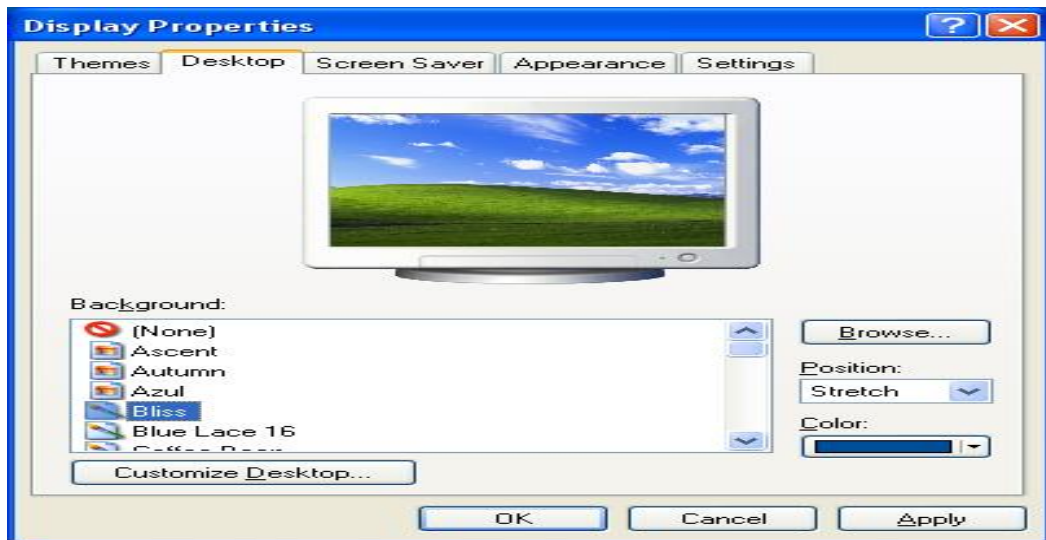 Display Properties
Themes Desktop Screen Saver Appearance Settings
Background:
(None)
Ascent
Autumn
Azul
Bliss
Blue Lace 16
Browse...
Position:
Stretch
Color:
Customize Desktop...
OK Cancel Apply